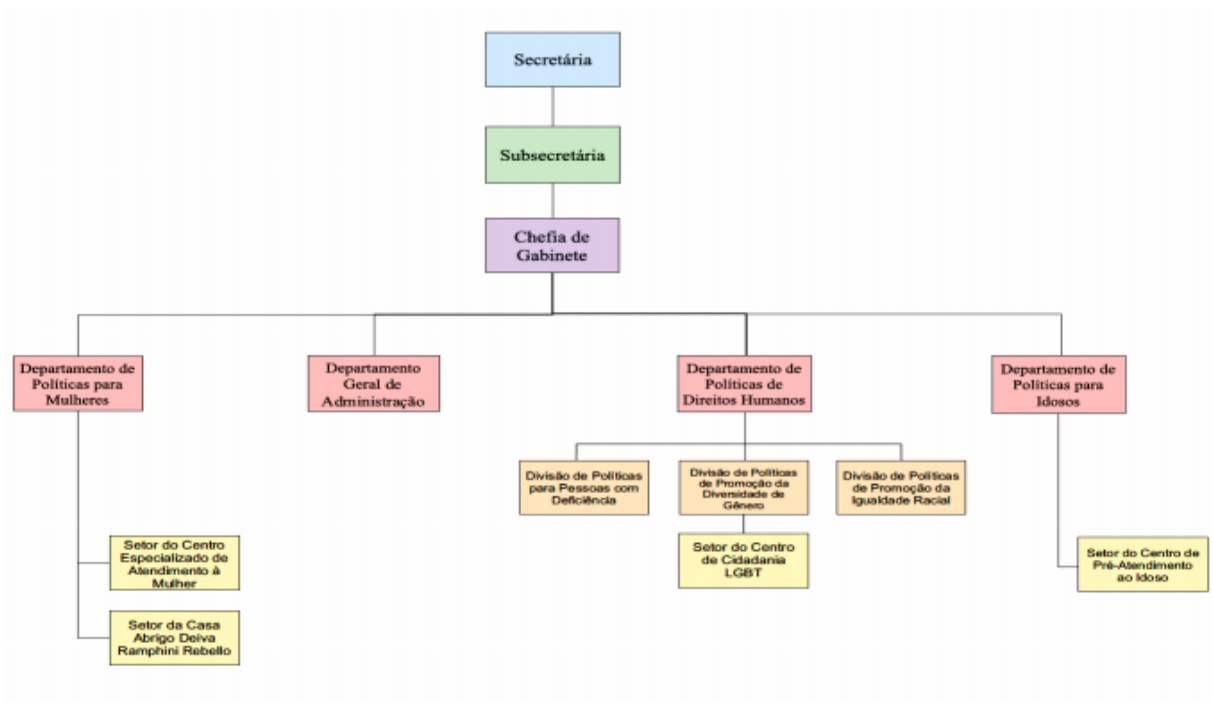 Secretária
Subsecretária
Chefia de
Gabinete
Departamento de
Políticas para
Mulheres
Departamento
Geral de
Administração
Departamento de
Políticas de
Direitos Humanos
Departamento de
Políticas para
Idosos
Divisão de Políticas
para Pessoas com
Deficiência
Divisão de Políticas
de Promoção da
Diversidade de
Gênero
Divisão de Políticas
de Promoção da
Igualdade Racial
Setor do Centro
Especializado de
Atendimento à
Mulher
Setor do Centro
de Cidadania
LGBT
Setor do Centro de
Pré-Atendimento
ao Idoso
Setor da Casa
Abrigo Deiva
Ramphini Rebello